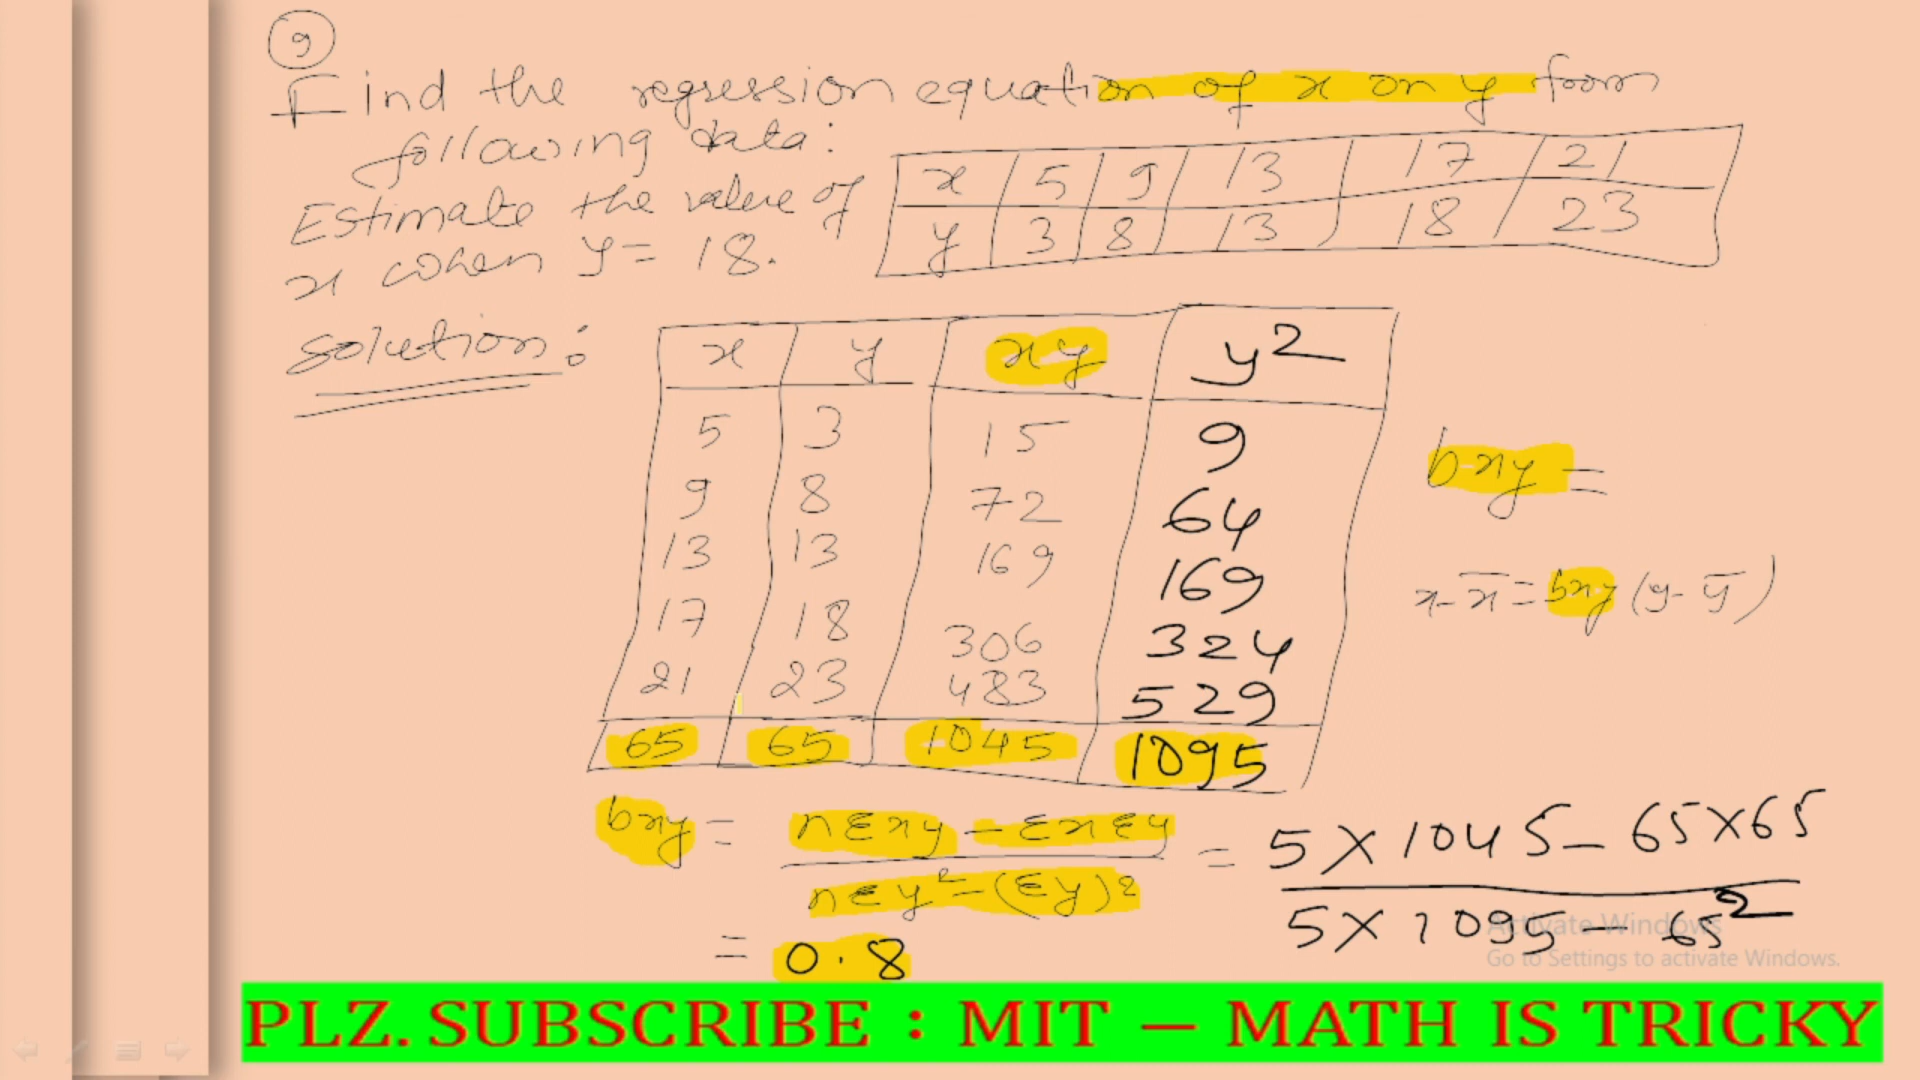 9
Find the regression equation of x on y from
following data:
x 5 9 13 17 21
y 3 8 13 18 23
Estimate the value of
x when y = 18.
Solution:
x y xy y²
5 3 15 9
9 8 72 64
13 13 169 169
17 18 306 324
21 23 483 529
65 65 1045 1095
bxy =
x - x̄ = bxy (y - ȳ)
bxy = nΣxy - ΣxΣy / nΣy² - (Σy)² = 5 × 1045 - 65 × 65 / 5 × 1095 - 65²
= 0.8
Activate Windows
Go to Settings to activate Windows.
PLZ. SUBSCRIBE : MIT – MATH IS TRICKY